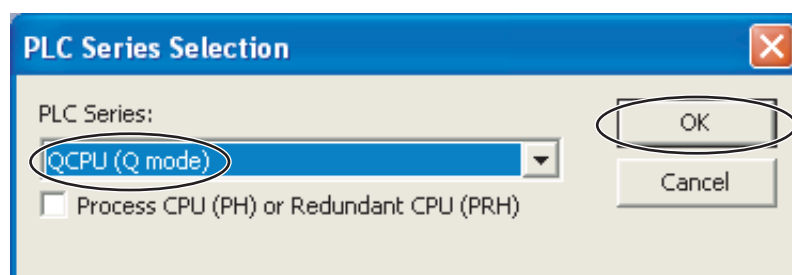 PLC Series Selection
PLC Series:
OK
QCPU (Q mode)
Cancel
Process CPU (PH) or Redundant CPU (PRH)